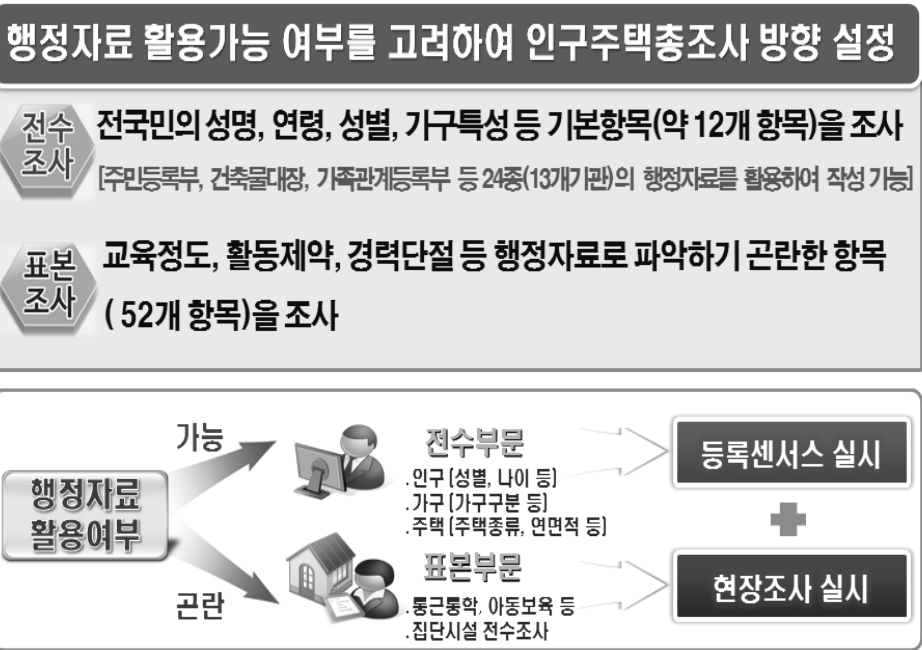 행정자료 활용가능 여부를 고려하여 인구주택총조사 방향 설정
전수
조사
전국민의 성명, 연령, 성별, 가구특성 등 기본항목(약 12개 항목)을 조사
[주민등록부, 건축물대장, 가족관계등록부 등 24종(13개기관)의 행정자료를 활용하여 작성 가능]
표본
조사
교육정도, 활동제약, 경력단절 등 행정자료로 파악하기 곤란한 항목
( 52개 항목)을 조사
행정자료
활용여부
가능
전수부문
.인구 (성별, 나이 등)
.가구 (가구구분 등)
.주택 (주택종류, 연면적 등)
등록센서스 실시
곤란
표본부문
.통근통학, 아동보육 등
.집단시설 전수조사
현장조사 실시